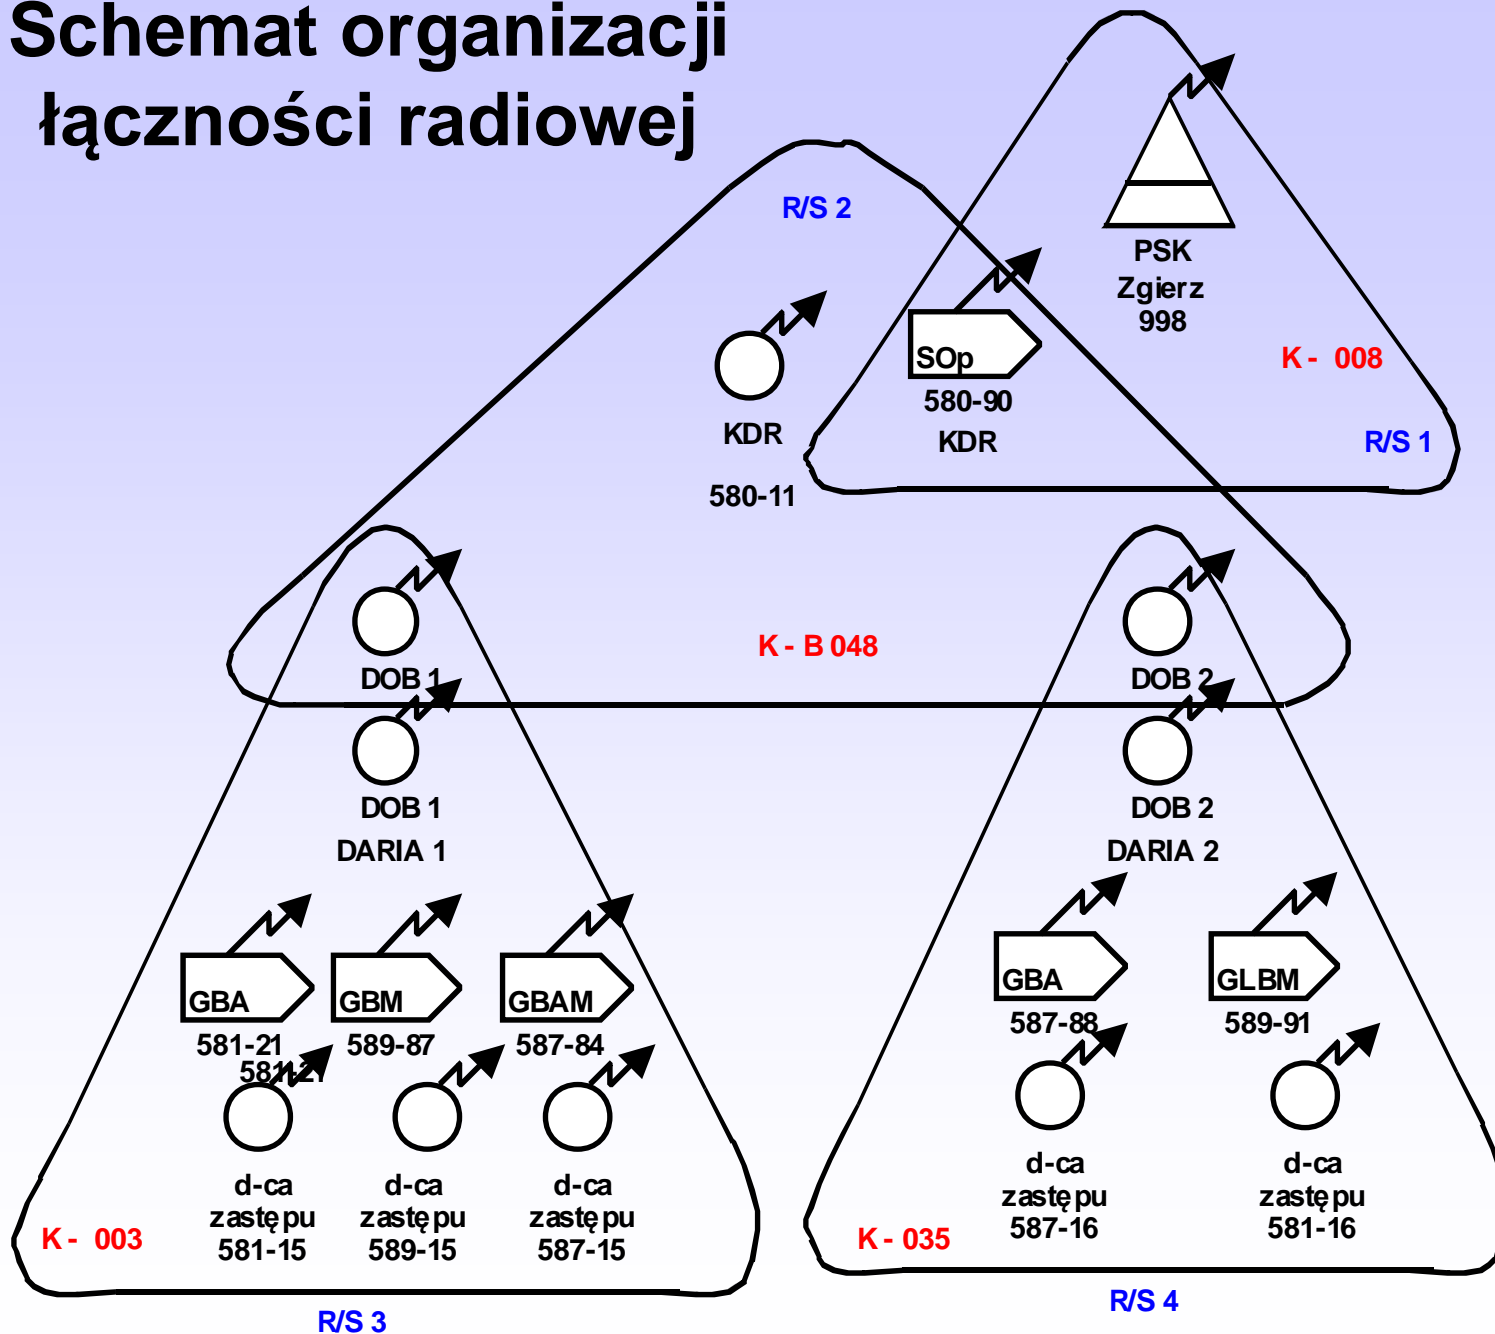 Schemat organizacji
łączności radiowej
R/S 2
PSK
Zgierz
998
SOp
580-90
KDR
K - 008
R/S 1
KDR
580-11
DOB 1
K - B 048
DOB 2
DOB 1
DARIA 1
DOB 2
DARIA 2
GBA
581-21
581-21
GBM
589-87
GBAM
587-84
GBA
587-88
GLBM
589-91
d-ca
zastępu
581-15
d-ca
zastępu
589-15
d-ca
zastępu
587-15
K - 003
R/S 3
d-ca
zastępu
587-16
d-ca
zastępu
581-16
K - 035
R/S 4